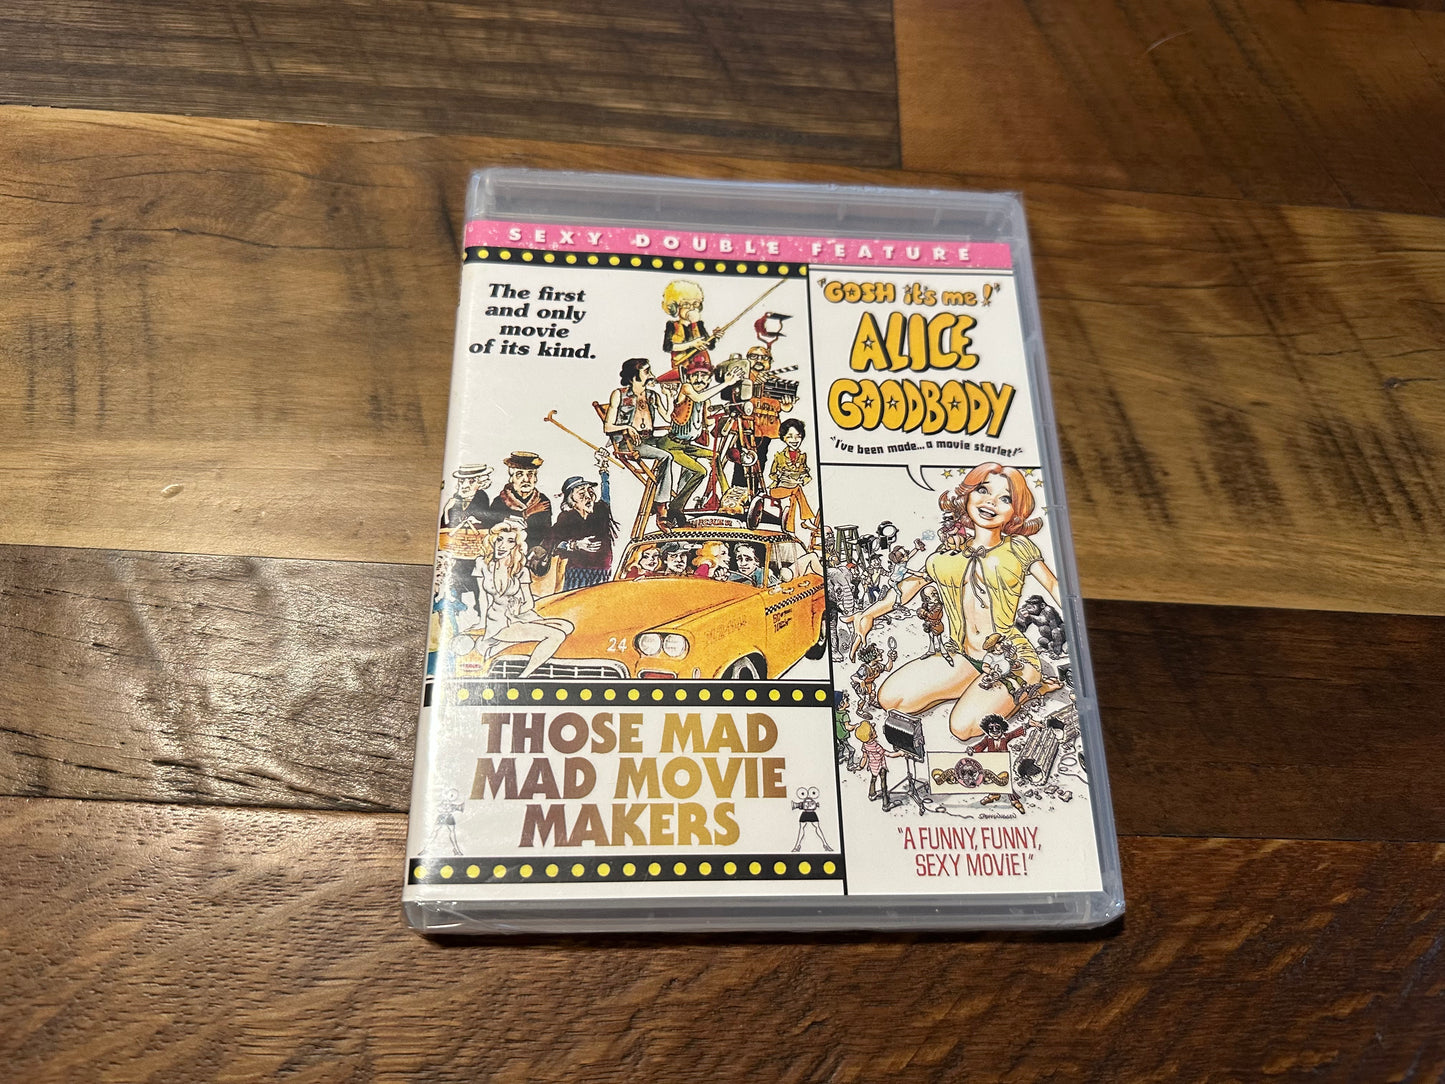 SEXY DOUBLE FEATURE
The first
and only
movie
of its kind.
24
THOSE MAD
MAD MOVIE
MAKERS
"GOSH it's me!"
ALICE
GOODBODY
"I've been made... a movie starlet!"
"A FUNNY, FUNNY,
SEXY MOViE!"